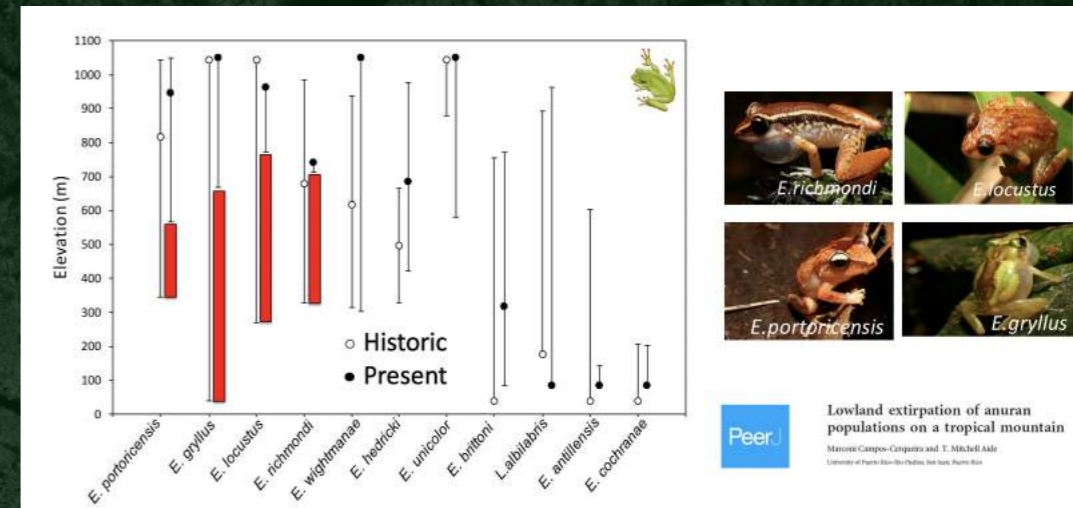 1100
1000
900
800
700
600
500
400
300
200
100
0
Elevation (m)
Historic
Present
E. portoricensis
E. gryllus
E. locustus
E. richmondi
E. wightmanae
E. hedricki
E. unicolor
E. brittoni
L.albilabris
E. antillensis
E. cochranae
E.richmondi
E.locustus
E.portoricensis
E.gryllus
PeerJ
Lowland extirpation of anuran
populations on a tropical mountain
Marconi Campos-Cerqueira and T. Mitchell Aide
University of Puerto Rico-Rio Piedras, San Juan, Puerto Rico